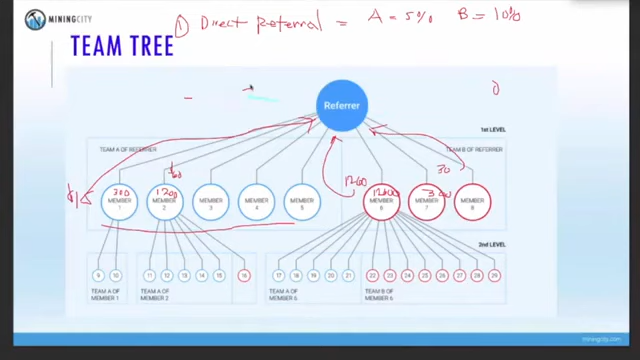 MININGCITY
① Direct Referral = A = 5% B = 10%
TEAM TREE
Referrer
1st LEVEL
TEAM A OF REFERRER
TEAM B OF REFERRER
30
1200
300
1200
300
MEMBER 1
MEMBER 2
MEMBER 3
MEMBER 4
MEMBER 5
MEMBER 6
MEMBER 7
MEMBER 8
2nd LEVEL
9 10 11 12 13 14 15 16 17 18 19 20 21 22 23 24 25 26 27 28 29
TEAM A OF MEMBER 1
TEAM A OF MEMBER 2
TEAM A OF MEMBER 6
TEAM B OF MEMBER 6
miningcity.com